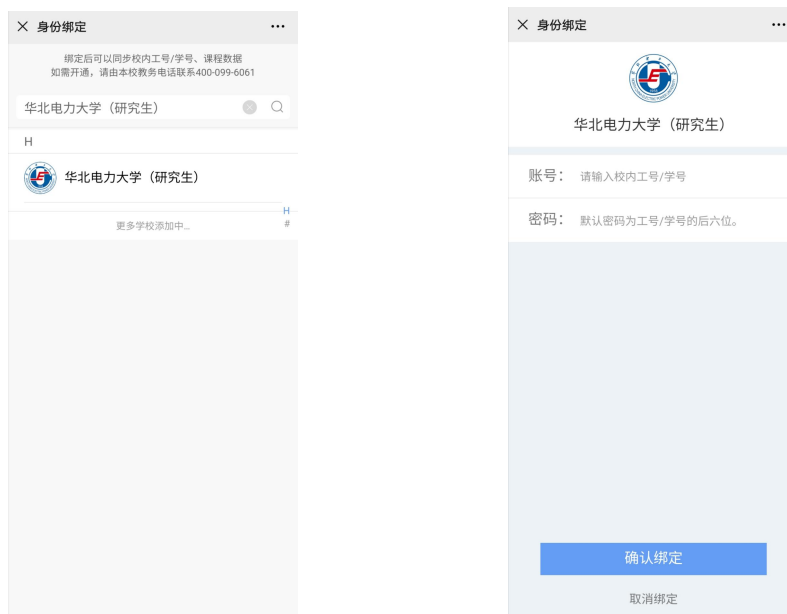 身份绑定
绑定后可以同步校内工号/学号、课程数据
如需开通，请由本校教务电话联系400-099-6061
华北电力大学（研究生）
H
华北电力大学（研究生）
H
#
更多学校添加中...
身份绑定
华北电力大学（研究生）
账号： 请输入校内工号/学号
密码： 默认密码为工号/学号的后六位。
确认绑定
取消绑定